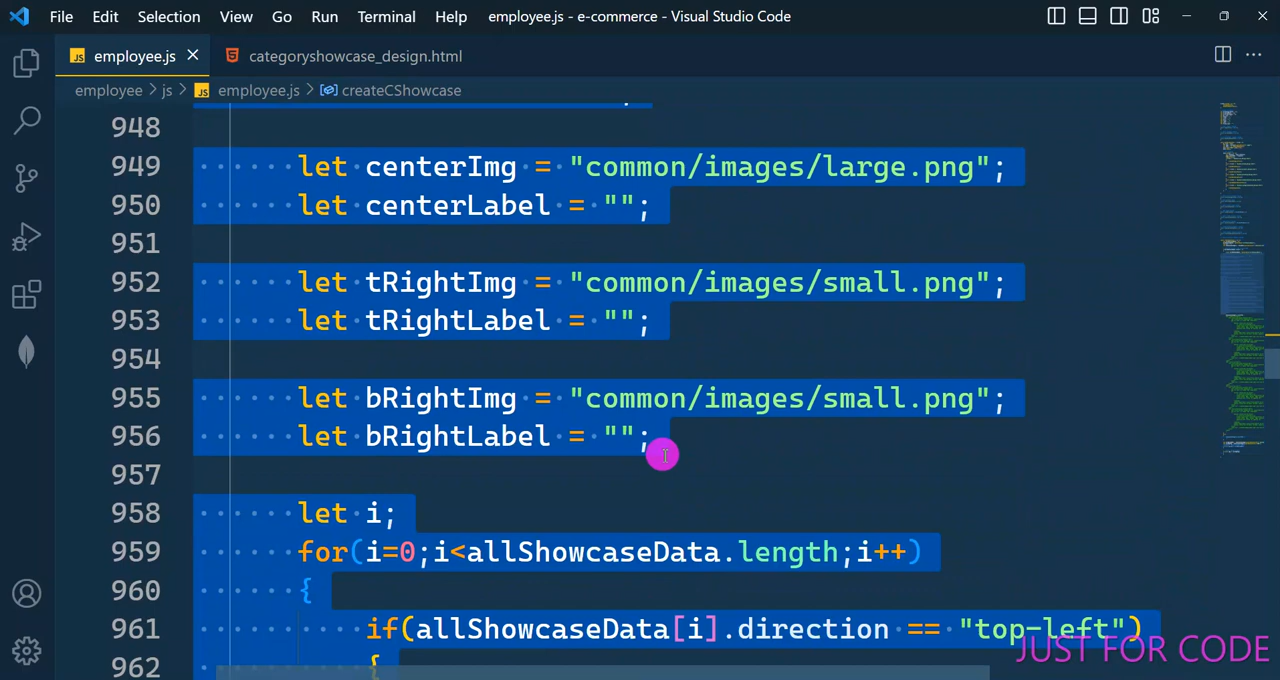 File Edit Selection View Go Run Terminal Help employee.js - e-commerce - Visual Studio Code
employee.js categoryshowcase_design.html
employee > js > employee.js > createCShowcase
948
949 let centerImg = "common/images/large.png";
950 let centerLabel = "";
951
952 let tRightImg = "common/images/small.png";
953 let tRightLabel = "";
954
955 let bRightImg = "common/images/small.png";
956 let bRightLabel = "";
957
958 let i;
959 for(i=0;i<allShowcaseData.length;i++)
960 {
961 if(allShowcaseData[i].direction == "top-left")
962 {
JUST FOR CODE